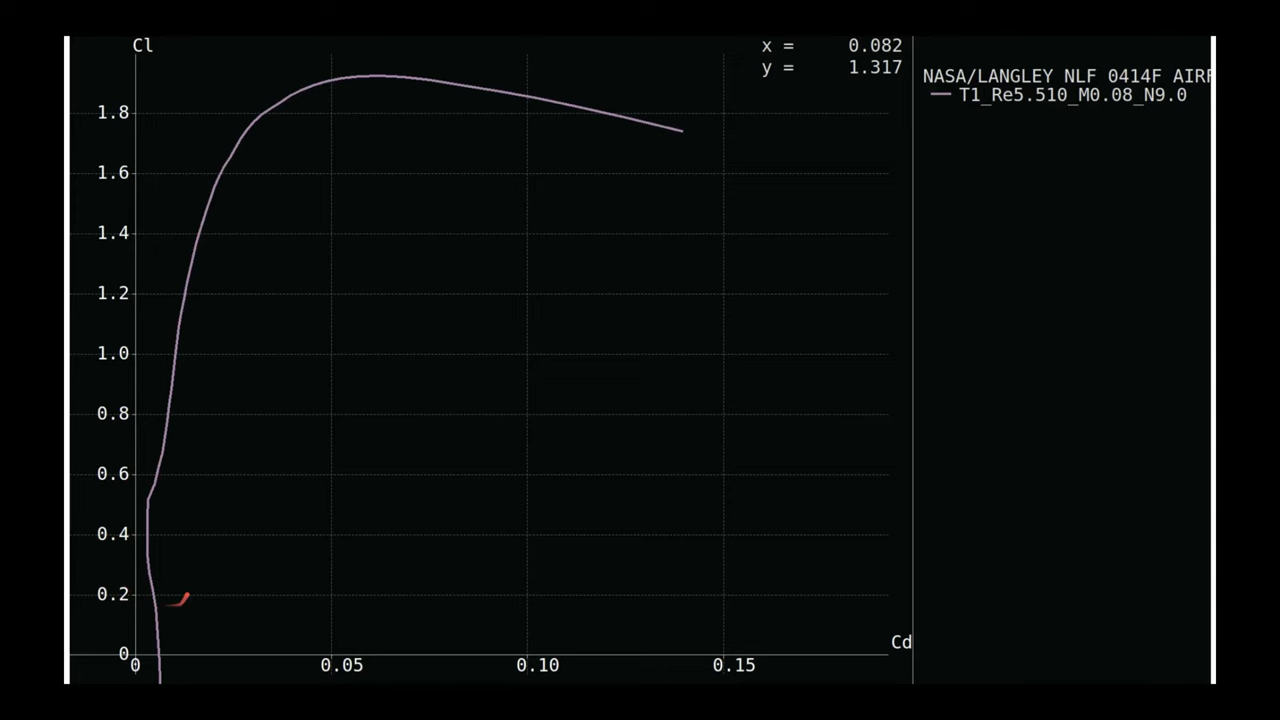 Cl
x = 0.082
y = 1.317
NASA/LANGLEY NLF 0414F AIRF
T1_Re5.510_M0.08_N9.0
1.8
1.6
1.4
1.2
1.0
0.8
0.6
0.4
0.2
0
Cd
0 0.05 0.10 0.15